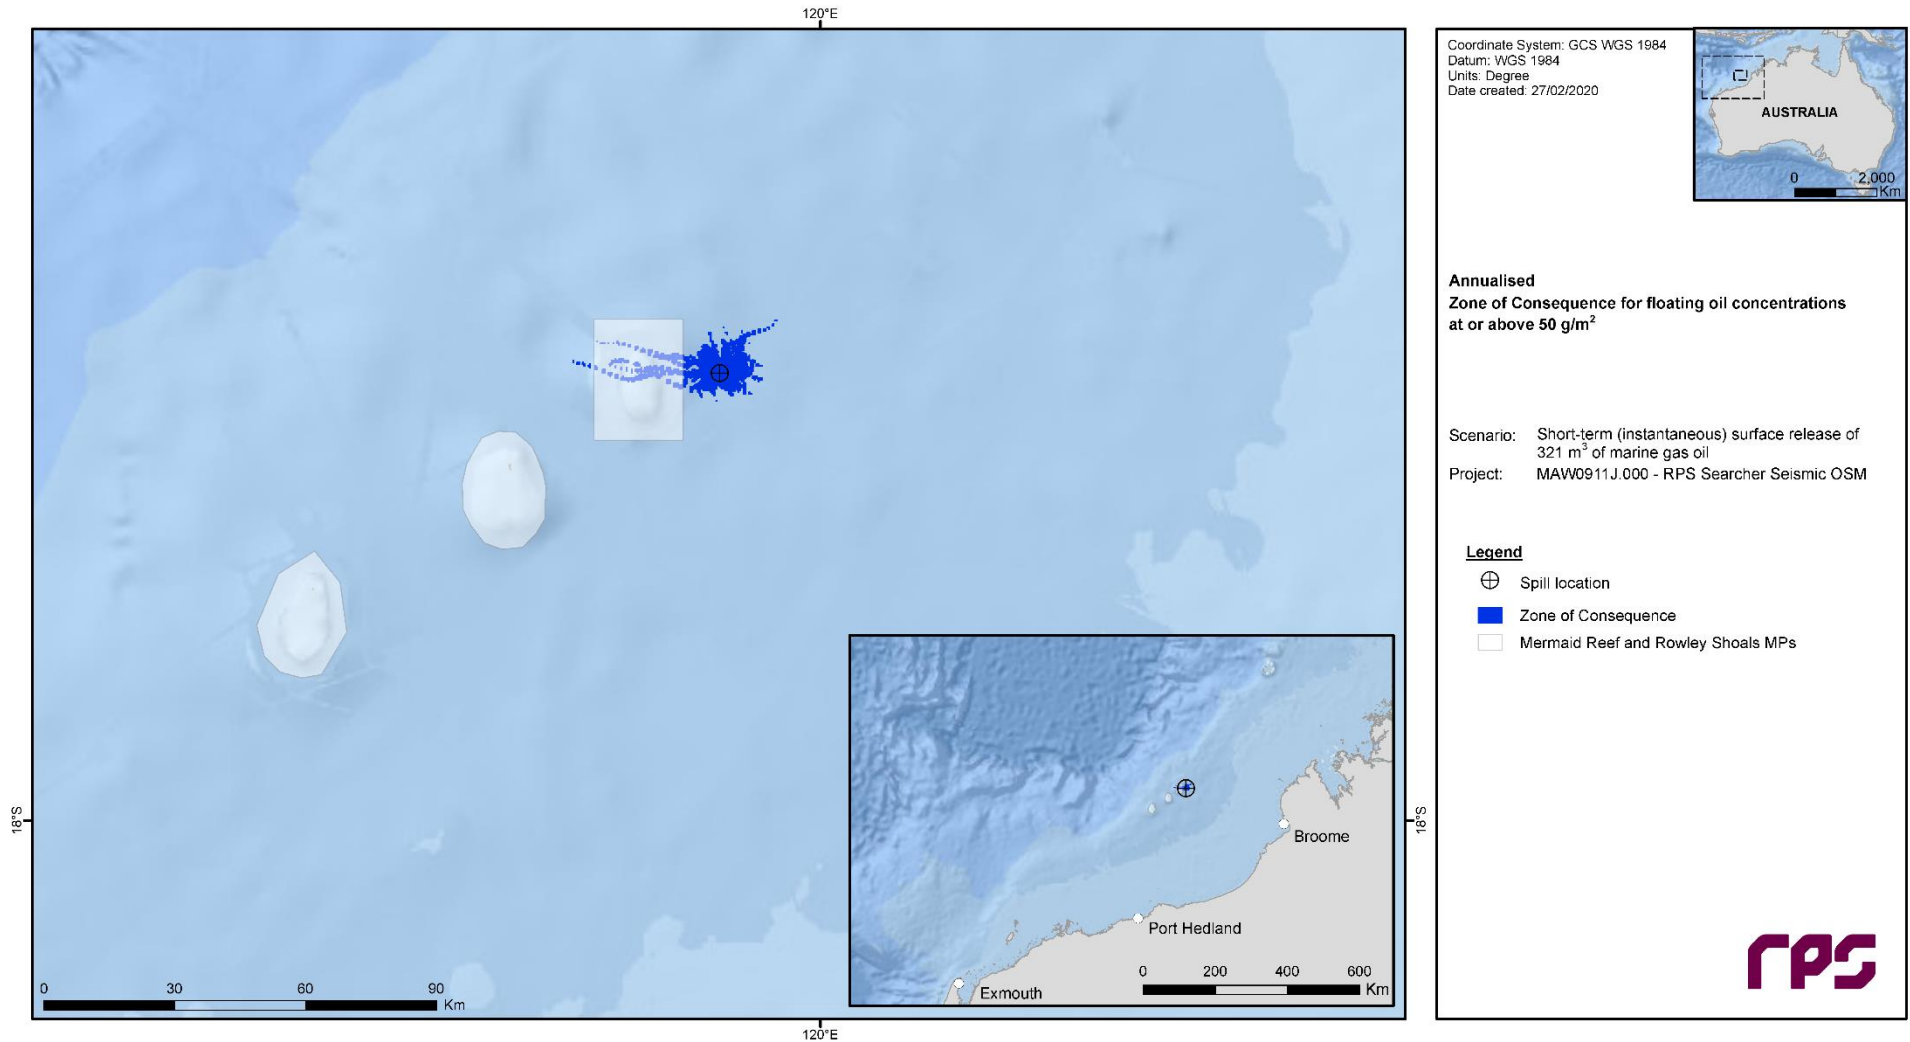 120°E
18°S
18°S
120°E
0 30 60 90
Km
Broome
Port Hedland
Exmouth
0 200 400 600
Km
Coordinate System: GCS WGS 1984
Datum: WGS 1984
Units: Degree
Date created: 27/02/2020
AUSTRALIA
0 2,000
Km
Annualised
Zone of Consequence for floating oil concentrations
at or above 50 g/m²
Scenario: Short-term (instantaneous) surface release of
321 m³ of marine gas oil
Project: MAW0911J.000 - RPS Searcher Seismic OSM
Legend
Spill location
Zone of Consequence
Mermaid Reef and Rowley Shoals MPs
rps